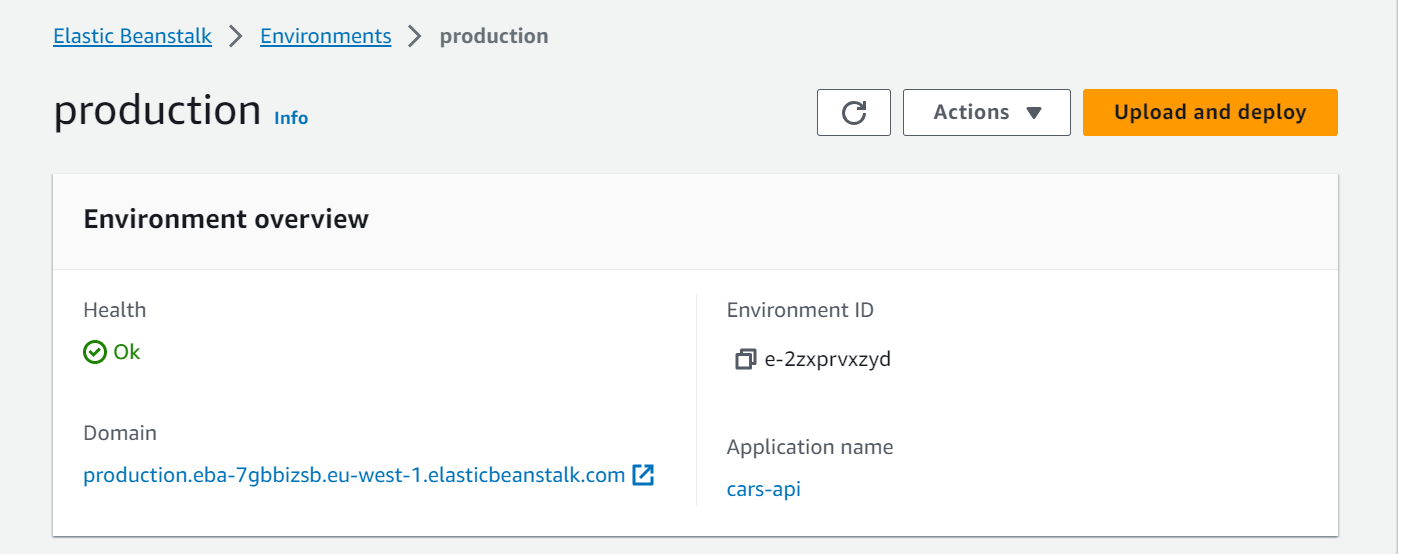 Elastic Beanstalk > Environments > production
production Info
Actions ▼
Upload and deploy
Environment overview
Health
Ok
Domain
production.eba-7gbbizsb.eu-west-1.elasticbeanstalk.com
Environment ID
e-2zxprvxzyd
Application name
cars-api